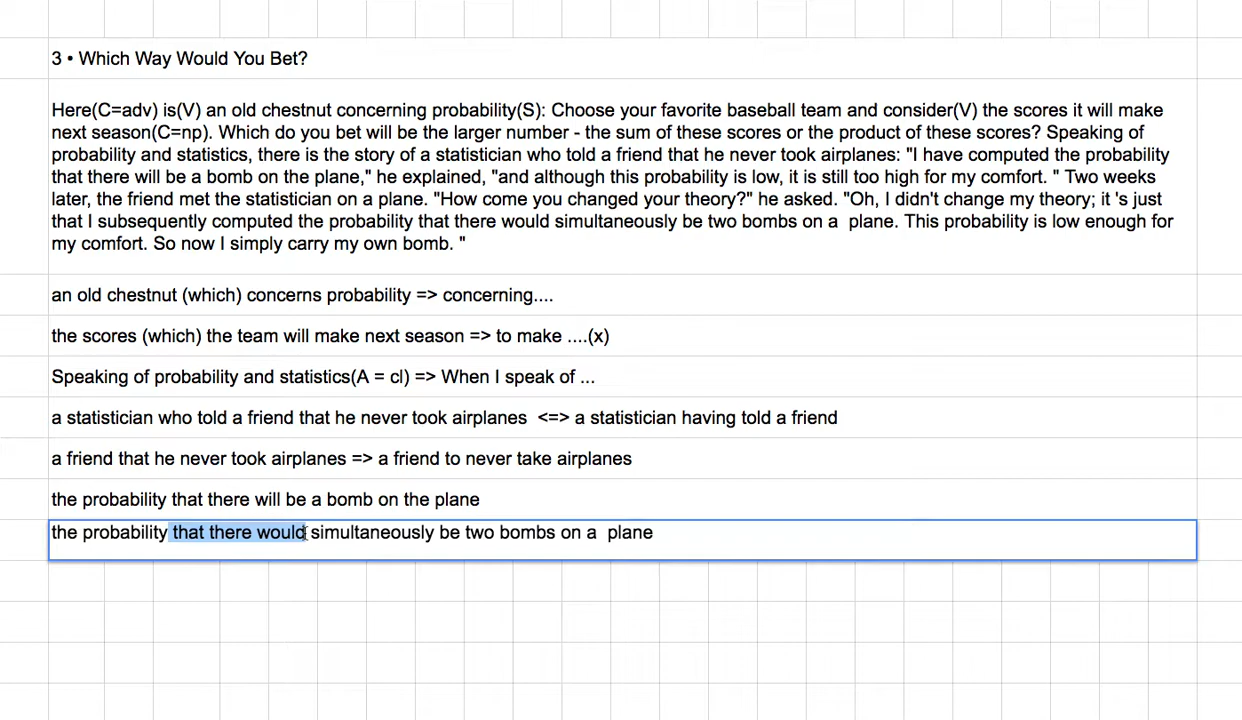 3 • Which Way Would You Bet?
Here(C=adv) is(V) an old chestnut concerning probability(S): Choose your favorite baseball team and consider(V) the scores it will make
next season(C=np). Which do you bet will be the larger number - the sum of these scores or the product of these scores? Speaking of
probability and statistics, there is the story of a statistician who told a friend that he never took airplanes: "I have computed the probability
that there will be a bomb on the plane," he explained, "and although this probability is low, it is still too high for my comfort. " Two weeks
later, the friend met the statistician on a plane. "How come you changed your theory?" he asked. "Oh, I didn't change my theory; it 's just
that I subsequently computed the probability that there would simultaneously be two bombs on a  plane. This probability is low enough for
my comfort. So now I simply carry my own bomb. "
an old chestnut (which) concerns probability => concerning....
the scores (which) the team will make next season => to make ....(x)
Speaking of probability and statistics(A = cl) => When I speak of ...
a statistician who told a friend that he never took airplanes  <=> a statistician having told a friend
a friend that he never took airplanes => a friend to never take airplanes
the probability that there will be a bomb on the plane
the probability that there would simultaneously be two bombs on a  plane